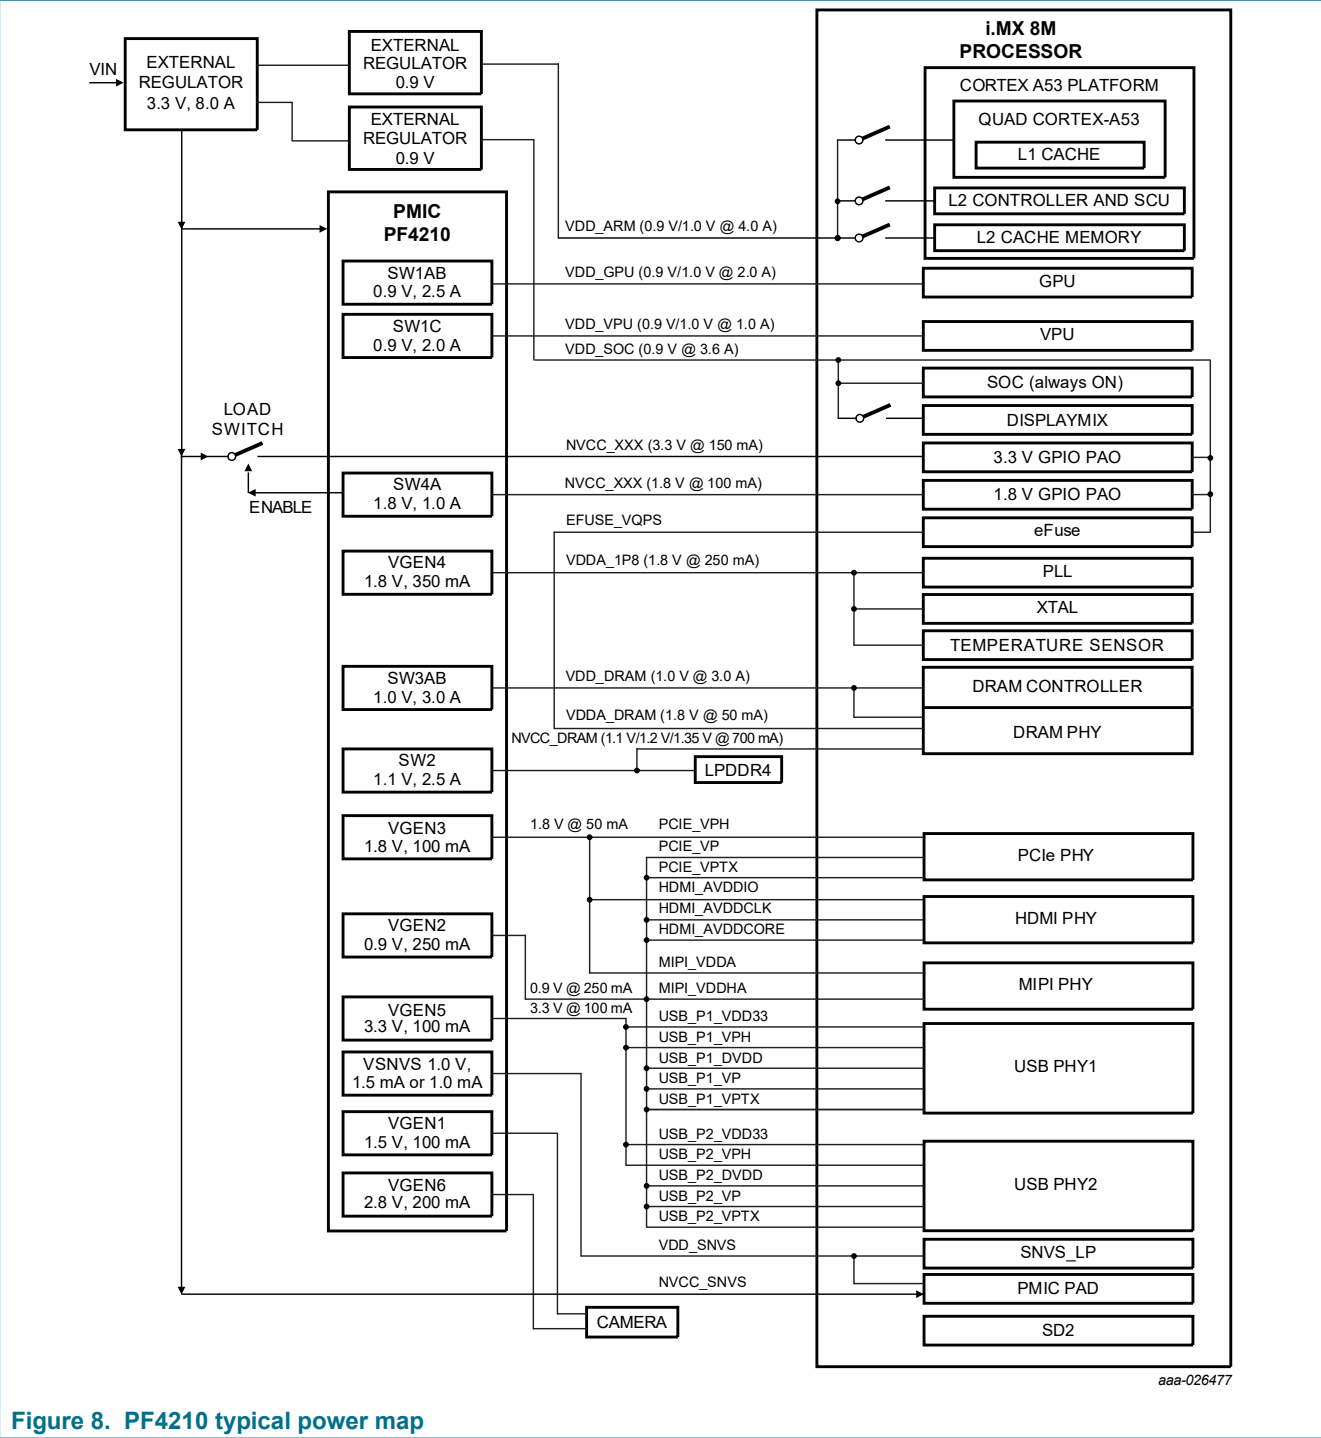 VIN
EXTERNAL
REGULATOR
3.3 V, 8.0 A
EXTERNAL
REGULATOR
0.9 V
EXTERNAL
REGULATOR
0.9 V
PMIC
PF4210
SW1AB
0.9 V, 2.5 A
SW1C
0.9 V, 2.0 A
LOAD
SWITCH
ENABLE
SW4A
1.8 V, 1.0 A
VGEN4
1.8 V, 350 mA
SW3AB
1.0 V, 3.0 A
SW2
1.1 V, 2.5 A
VGEN3
1.8 V, 100 mA
VGEN2
0.9 V, 250 mA
VGEN5
3.3 V, 100 mA
VSNVS 1.0 V,
1.5 mA or 1.0 mA
VGEN1
1.5 V, 100 mA
VGEN6
2.8 V, 200 mA
VDD_ARM (0.9 V/1.0 V @ 4.0 A)
VDD_GPU (0.9 V/1.0 V @ 2.0 A)
VDD_VPU (0.9 V/1.0 V @ 1.0 A)
VDD_SOC (0.9 V @ 3.6 A)
NVCC_XXX (3.3 V @ 150 mA)
NVCC_XXX (1.8 V @ 100 mA)
EFUSE_VQPS
VDDA_1P8 (1.8 V @ 250 mA)
VDD_DRAM (1.0 V @ 3.0 A)
VDDA_DRAM (1.8 V @ 50 mA)
NVCC_DRAM (1.1 V/1.2 V/1.35 V @ 700 mA)
LPDDR4
1.8 V @ 50 mA
0.9 V @ 250 mA
3.3 V @ 100 mA
PCIE_VPH
PCIE_VP
PCIE_VPTX
HDMI_AVDDIO
HDMI_AVDDCLK
HDMI_AVDDCORE
MIPI_VDDA
MIPI_VDDHA
USB_P1_VDD33
USB_P1_VPH
USB_P1_DVDD
USB_P1_VP
USB_P1_VPTX
USB_P2_VDD33
USB_P2_VPH
USB_P2_DVDD
USB_P2_VP
USB_P2_VPTX
VDD_SNVS
NVCC_SNVS
CAMERA
i.MX 8M
PROCESSOR
CORTEX A53 PLATFORM
QUAD CORTEX-A53
L1 CACHE
L2 CONTROLLER AND SCU
L2 CACHE MEMORY
GPU
VPU
SOC (always ON)
DISPLAYMIX
3.3 V GPIO PAO
1.8 V GPIO PAO
eFuse
PLL
XTAL
TEMPERATURE SENSOR
DRAM CONTROLLER
DRAM PHY
PCIe PHY
HDMI PHY
MIPI PHY
USB PHY1
USB PHY2
SNVS_LP
PMIC PAD
SD2
aaa-026477
Figure 8. PF4210 typical power map